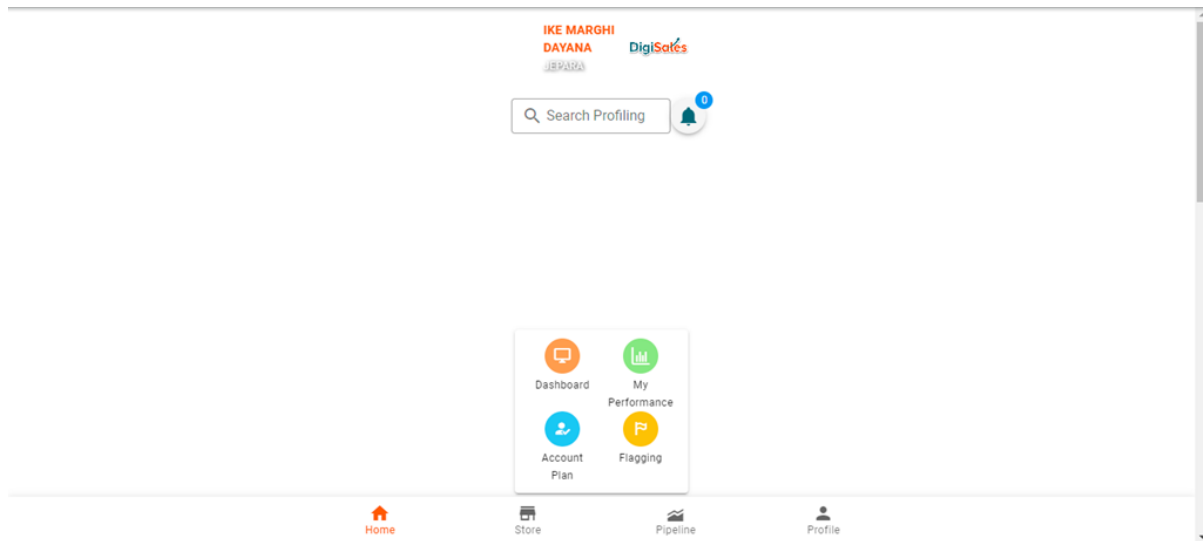 IKE MARGHI
DAYANA
JEPARA
DigiSales
Search Profiling
0
Dashboard
My
Performance
Account
Plan
Flagging
Home
Store
Pipeline
Profile